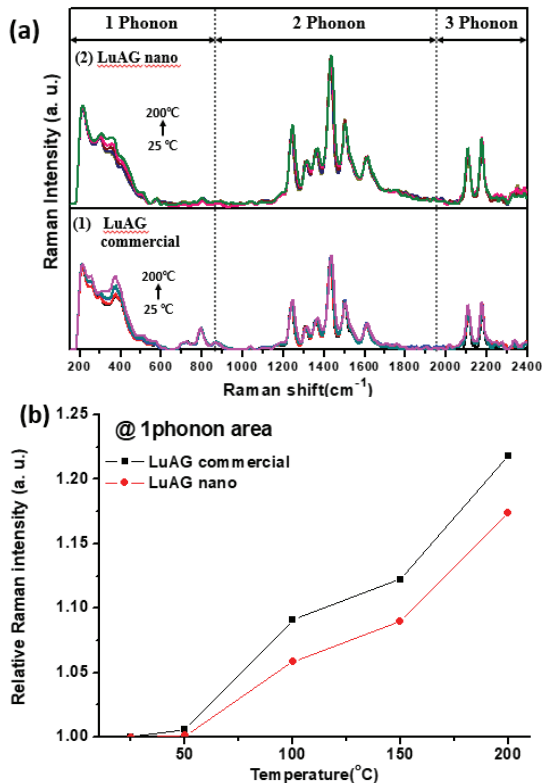 (a)
1 Phonon
2 Phonon
3 Phonon
(2) LuAG nano
200℃
25 ℃
(1) LuAG
commercial
200℃
25 ℃
Raman Intensity (a. u.)
200 400 600 800 1000 1200 1400 1600 1800 2000 2200 2400
Raman shift(cm⁻¹)
(b)
@ 1phonon area
LuAG commercial
LuAG nano
Relative Raman intensity (a. u.)
1.25
1.20
1.15
1.10
1.05
1.00
50 100 150 200
Temperature(°C)